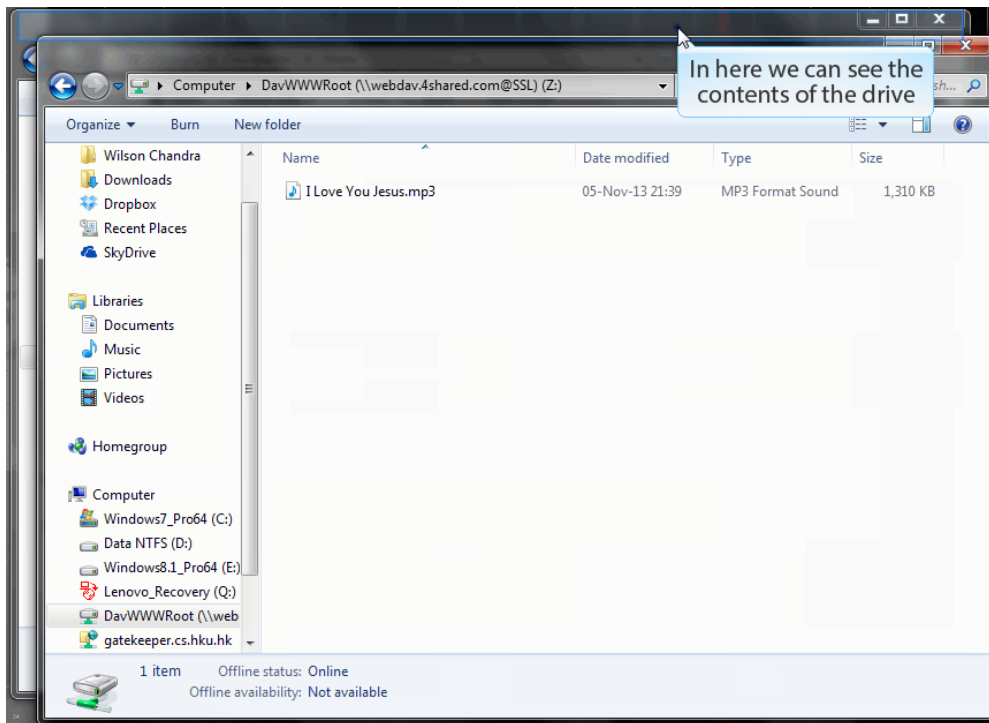 In here we can see the
contents of the drive
Computer ▸ DavWWWRoot (\\webdav.4shared.com@SSL) (Z:)
Organize
Burn
New folder
Name
Date modified
Type
Size
I Love You Jesus.mp3
05-Nov-13 21:39
MP3 Format Sound
1,310 KB
Wilson Chandra
Downloads
Dropbox
Recent Places
SkyDrive
Libraries
Documents
Music
Pictures
Videos
Homegroup
Computer
Windows7_Pro64 (C:)
Data NTFS (D:)
Windows8.1_Pro64 (E:)
Lenovo_Recovery (Q:)
DavWWWRoot (\\web
gatekeeper.cs.hku.hk
1 item
Offline status: Online
Offline availability: Not available